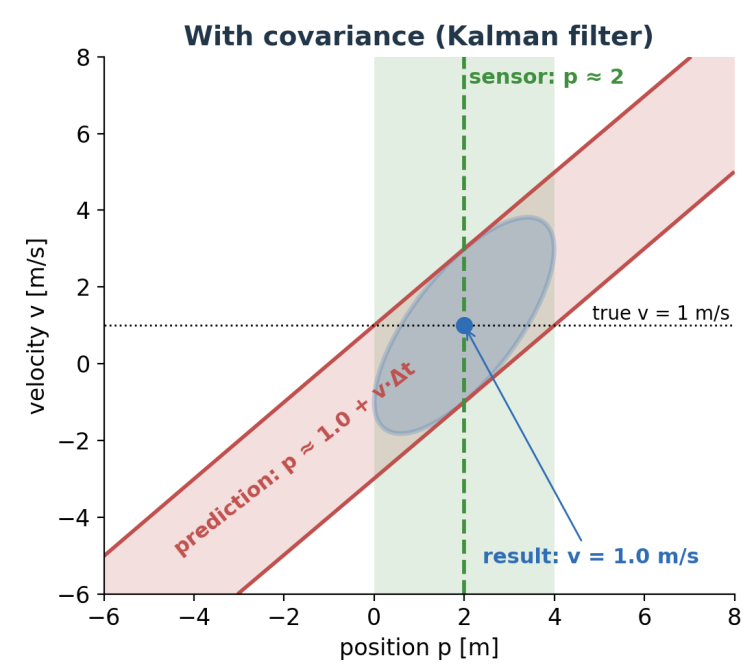 With covariance (Kalman filter)
8
sensor: p ≈ 2
6
4
2
true v = 1 m/s
0
velocity v [m/s]
prediction: p ≈ 1.0 + v·Δt
−2
−4
result: v = 1.0 m/s
−6
−6 −4 −2 0 2 4 6 8
position p [m]